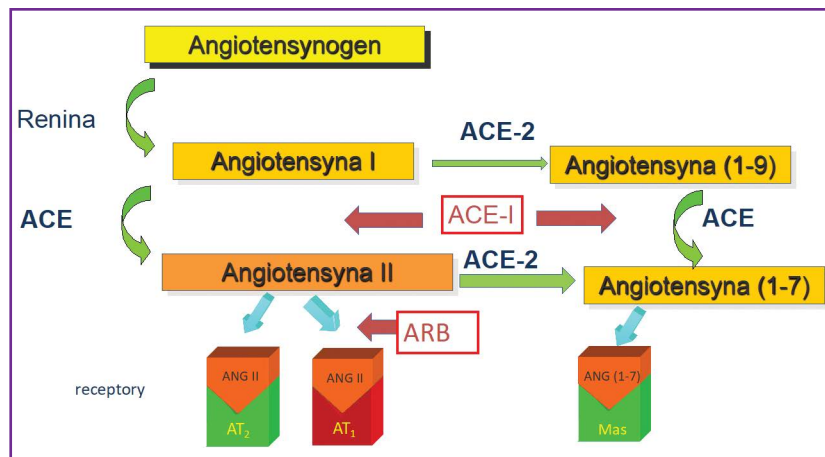 Angiotensynogen
Renina
ACE-2
Angiotensyna I
Angiotensyna (1-9)
ACE
ACE-I
ACE
ACE-2
Angiotensyna II
Angiotensyna (1-7)
ARB
receptory
ANG II
ANG II
ANG (1-7)
AT₂
AT₁
Mas